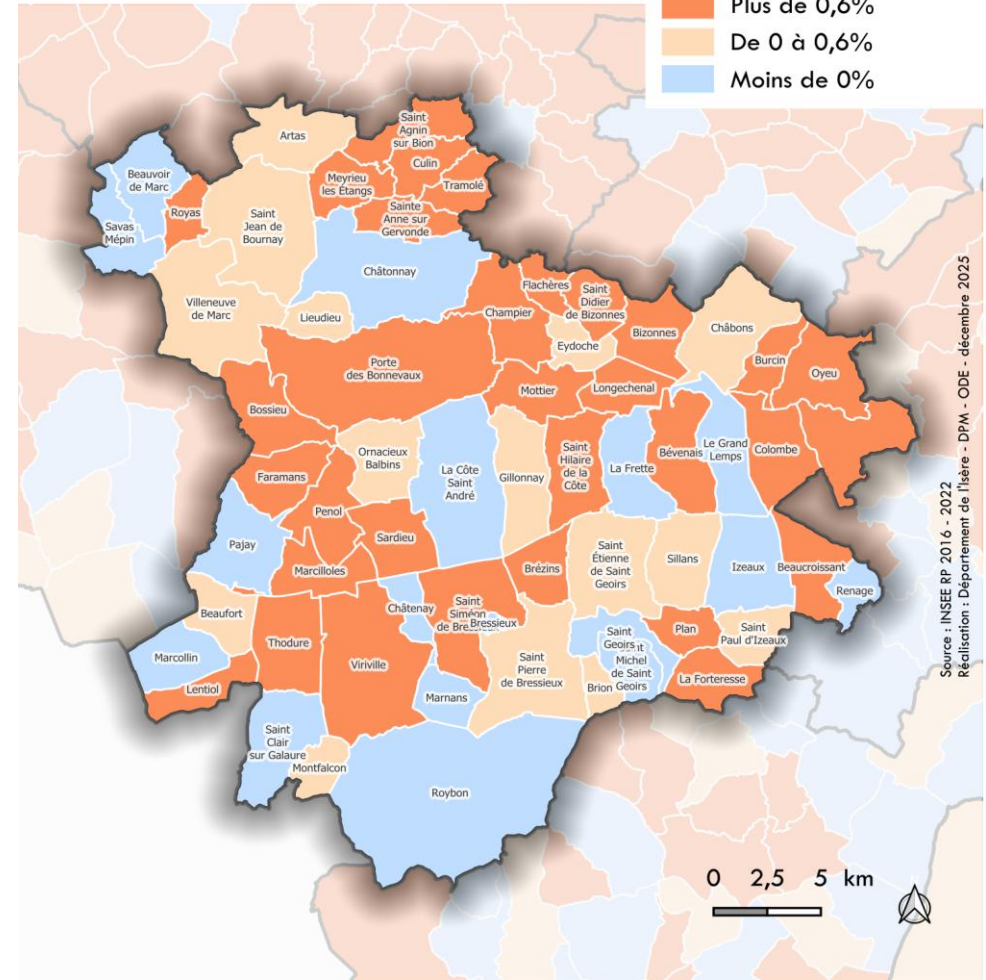 Plus de 0,6%
De 0 à 0,6%
Moins de 0%
Saint
Agnin
sur Bion
Artas
Culin
Beauvoir
de Marc
Meyrieu
les Étangs
Tramolé
Royas
Sainte
Anne sur
Gervonde
Saint
Jean de
Bournay
Savas
Mépin
Châtonnay
Flachères
Saint
Didier
de Bizonnes
Villeneuve
de Marc
Lieudieu
Champier
Châbons
Bizonnes
Eydoche
Burcin
Porte
des Bonnevaux
Oyeu
Mottier
Longechenal
Bossieu
Ornacieux
Balbins
La Côte
Saint
André
Gillonnay
Saint
Hilaire
de la
Côte
La Frette
Bévenais
Le Grand
Lemps
Colombe
Faramans
Penol
Sardieu
Pajay
Marcilloles
Brézins
Saint
Étienne
de Saint
Geoirs
Sillans
Izeaux
Beaucroissant
Renage
Beaufort
Châtenay
Saint
Siméon
de Bressieux
Bressieux
Thodure
Viriville
Marcollin
Lentiol
Marnans
Saint
Pierre
de Bressieux
Saint
Geoirs
Michel
de Saint
Geoirs
Brion
Plan
Saint
Paul d'Izeaux
La Forteresse
Saint
Clair
sur Galaure
Montfalcon
Roybon
Source : INSEE RP 2016 - 2022
Réalisation : Département de l'Isère - DPM - ODE - décembre 2025
0 2,5 5 km
N